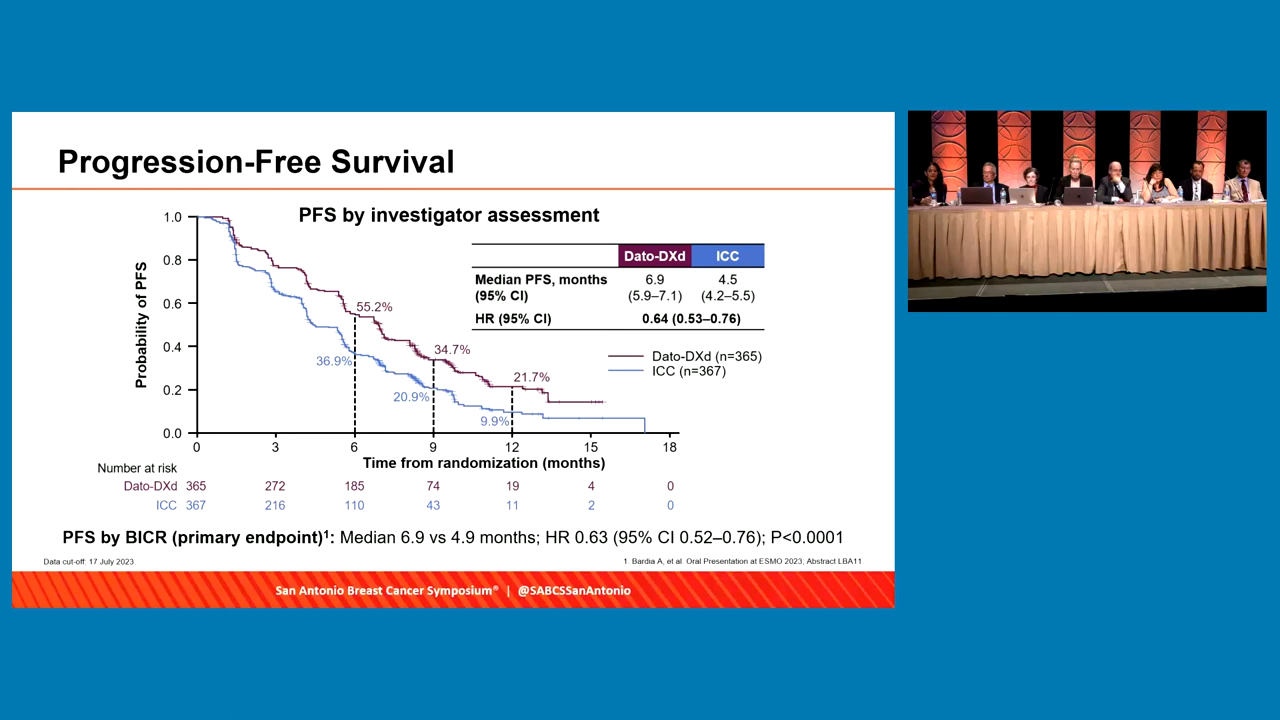 Progression-Free Survival
PFS by investigator assessment
Probability of PFS
1.0
0.8
0.6
0.4
0.2
0.0
Dato-DXd ICC
Median PFS, months 6.9 4.5
(95% CI) (5.9–7.1) (4.2–5.5)
HR (95% CI) 0.64 (0.53–0.76)
55.2%
34.7%
21.7%
36.9%
20.9%
9.9%
Dato-DXd (n=365)
ICC (n=367)
0 3 6 9 12 15 18
Time from randomization (months)
Number at risk
Dato-DXd 365 272 185 74 19 4 0
ICC 367 216 110 43 11 2 0
PFS by BICR (primary endpoint)1: Median 6.9 vs 4.9 months; HR 0.63 (95% CI 0.52–0.76); P<0.0001
Data cut-off: 17 July 2023.
1. Bardia A, et al. Oral Presentation at ESMO 2023; Abstract LBA11
San Antonio Breast Cancer Symposium® | @SABCSSanAntonio